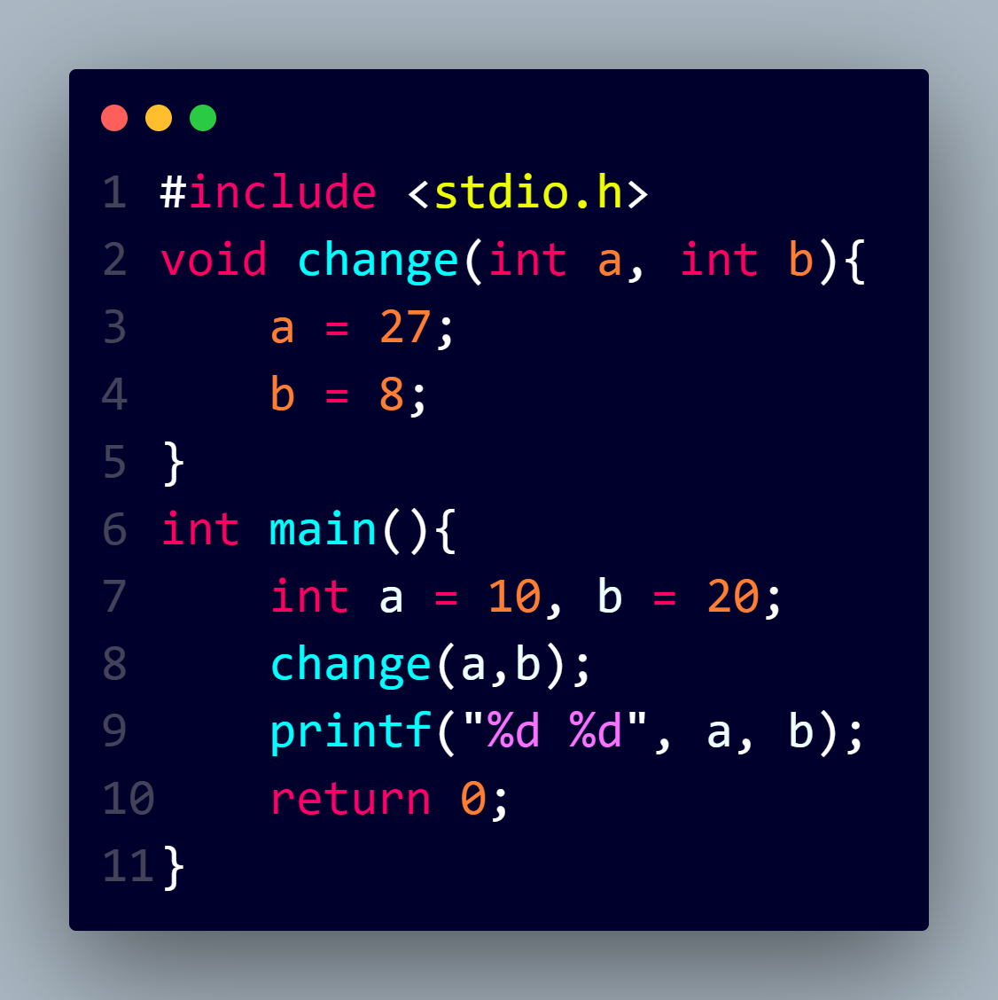 1 #include <stdio.h>
2 void change(int a, int b){
3     a = 27;
4     b = 8;
5 }
6 int main(){
7     int a = 10, b = 20;
8     change(a,b);
9     printf("%d %d", a, b);
10    return 0;
11 }